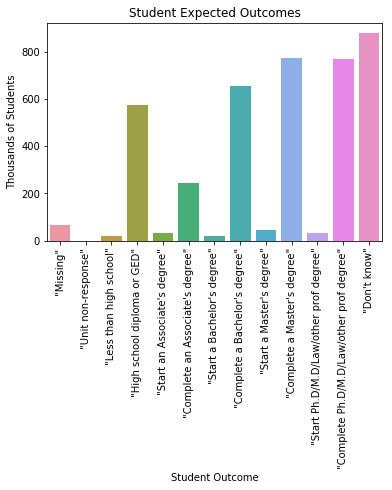 Student Expected Outcomes
Thousands of Students
800
600
400
200
0
"Missing"
"Unit non-response"
"Less than high school"
"High school diploma or GED"
"Start an Associate's degree"
"Complete an Associate's degree"
"Start a Bachelor's degree"
"Complete a Bachelor's degree"
"Start a Master's degree"
"Complete a Master's degree"
"Start Ph.D/M.D/Law/other prof degree"
"Complete Ph.D/M.D/Law/other prof degree"
"Don't know"
Student Outcome